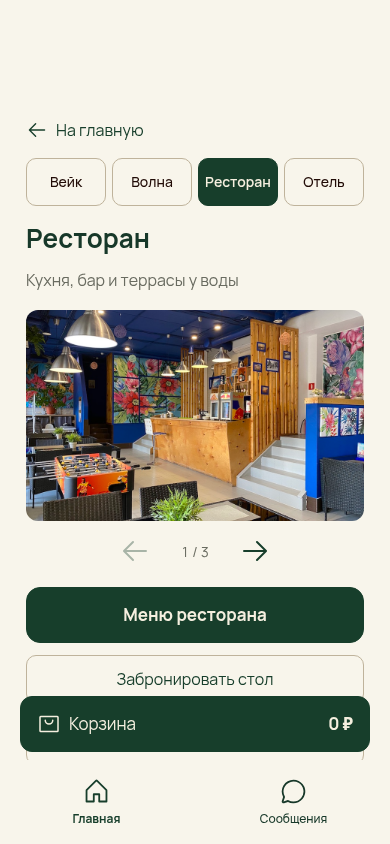 На главную
Вейк
Волна
Ресторан
Отель
Ресторан
Кухня, бар и террасы у воды
1 / 3
Меню ресторана
Забронировать стол
Корзина
0 ₽
Главная
Сообщения